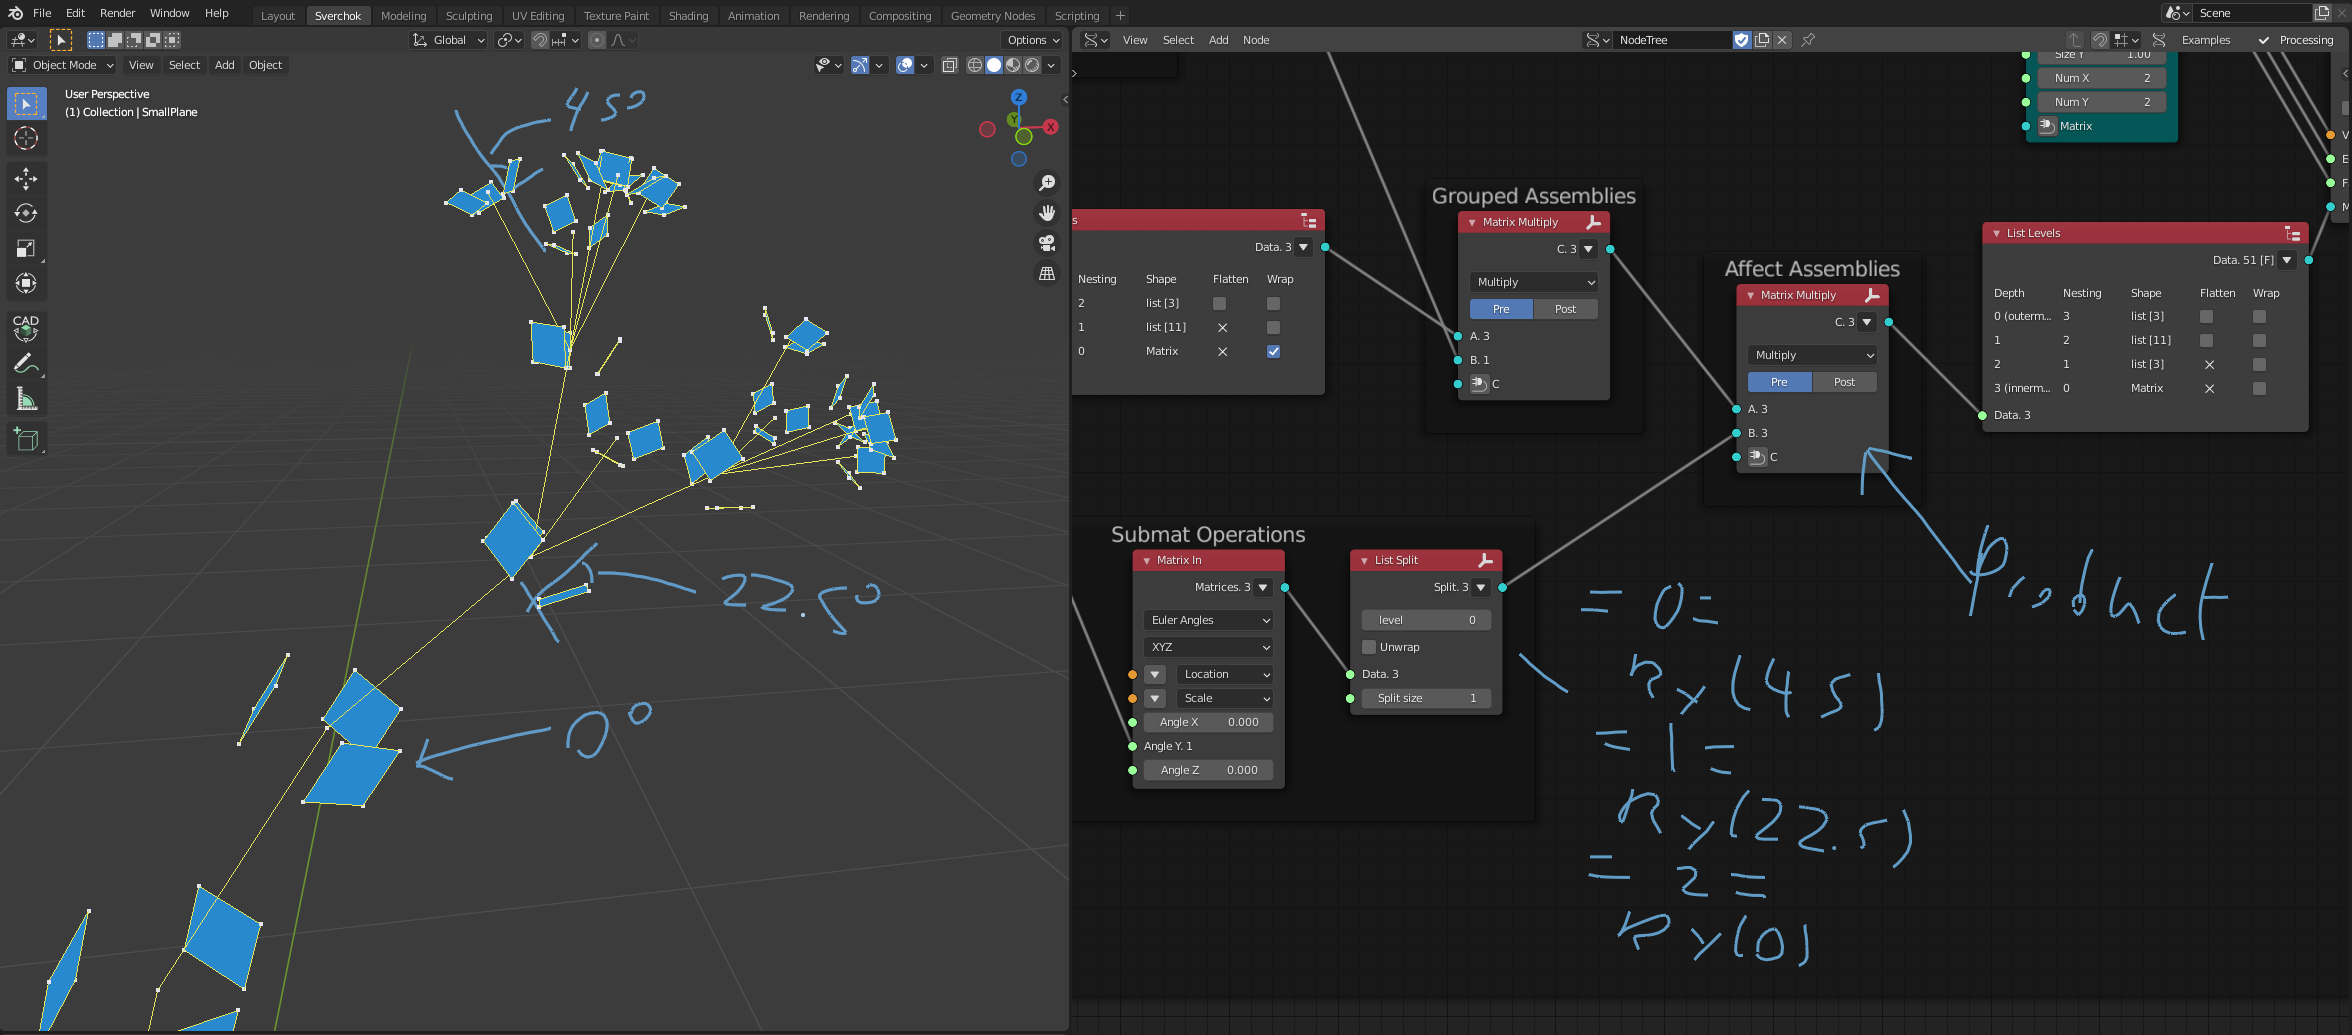 File Edit Render Window Help
Layout Sverchok Modeling Sculpting UV Editing Texture Paint Shading Animation Rendering Compositing Geometry Nodes Scripting +
Scene
Global
Options
View Select Add Node
NodeTree
Examples
Processing
Object Mode
View Select Add Object
User Perspective
(1) Collection | SmallPlane
Z
Y
X
CAD
450
22.5°
0°
Size Y 1.00
Num X 2
Num Y 2
Matrix
V
E
F
M
s
Data. 3
Nesting Shape Flatten Wrap
2 list [3]
1 list [11]
0 Matrix
Grouped Assemblies
Matrix Multiply
C. 3
Multiply
Pre Post
A. 3
B. 1
C
Affect Assemblies
Matrix Multiply
C. 3
Multiply
Pre Post
A. 3
B. 3
C
List Levels
Data. 51 [F]
Depth Nesting Shape Flatten Wrap
0 (outerm... 3 list [3]
1 2 list [11]
2 1 list [3]
3 (innerm... 0 Matrix
Data. 3
Submat Operations
Matrix In
Matrices. 3
Euler Angles
XYZ
Location
Scale
Angle X 0.000
Angle Y. 1
Angle Z 0.000
List Split
Split. 3
level 0
Unwrap
Data. 3
Split size 1
Product
= 0 =
Ry(45)
= 1 =
Ry(22.5)
= 2 =
Ry(0)